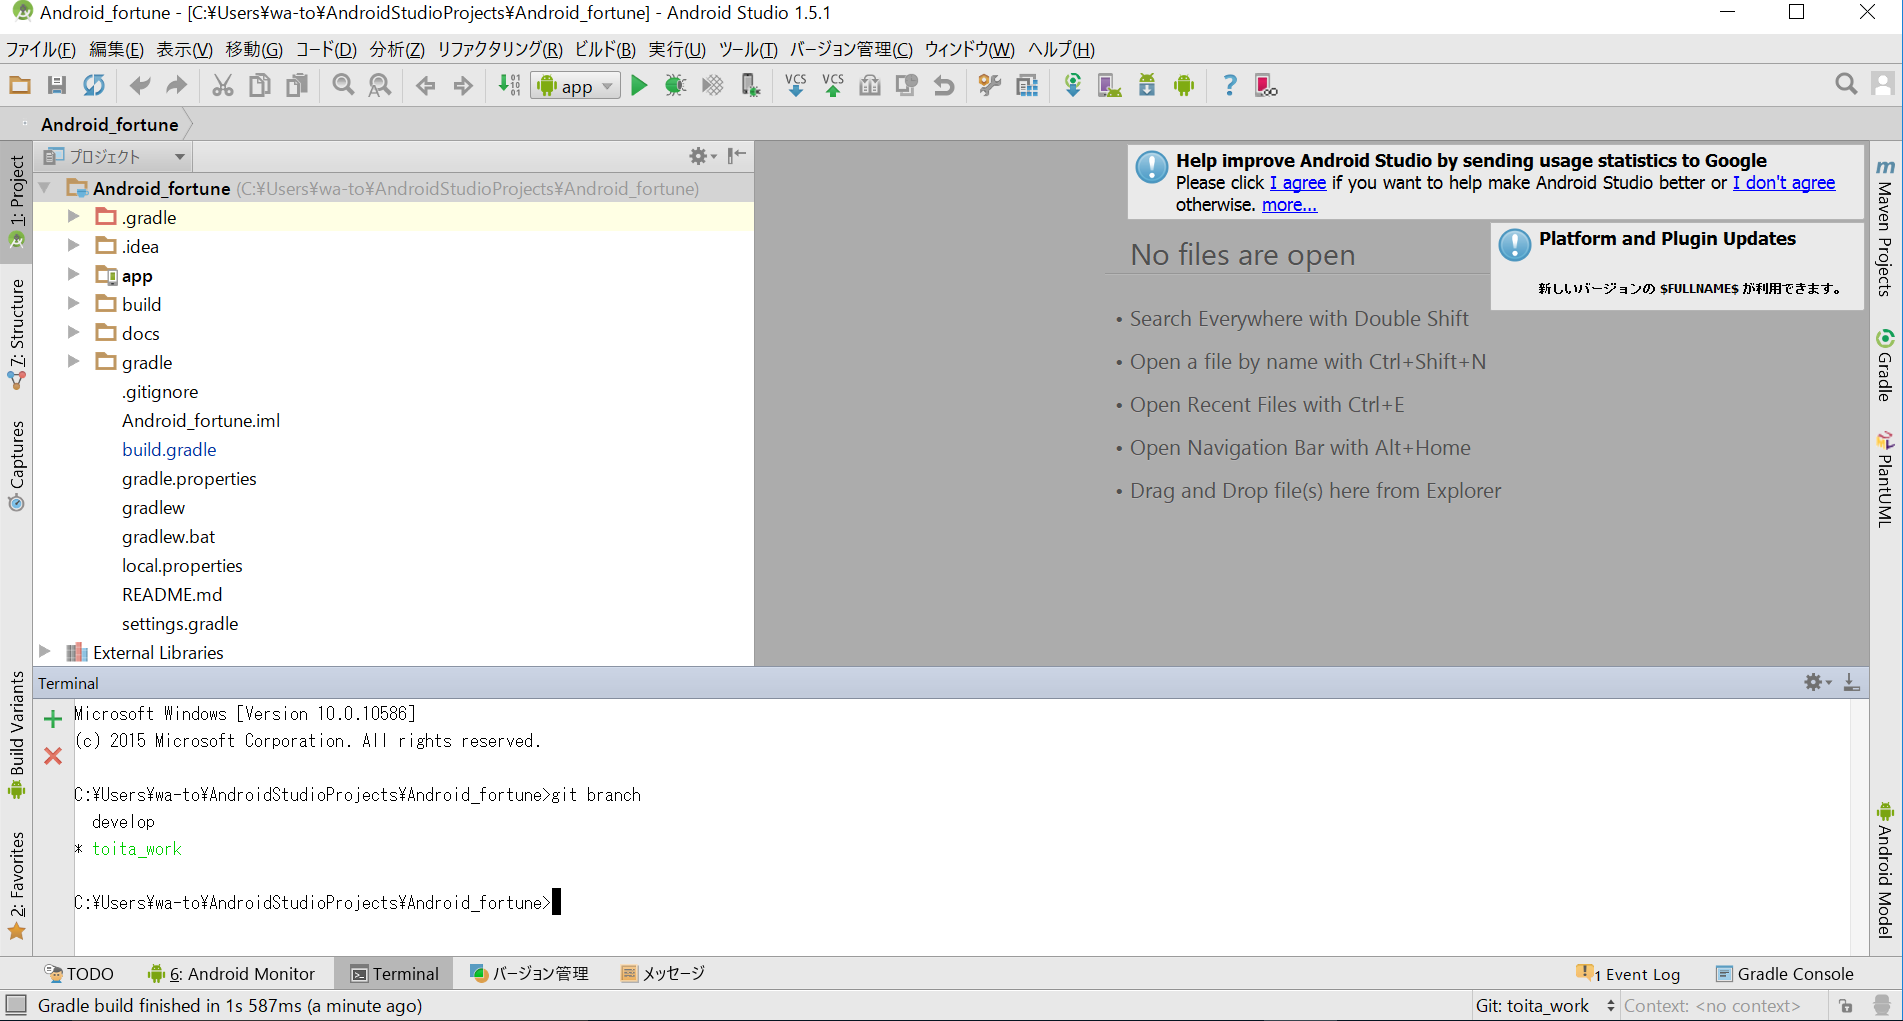 Android_fortune - [C:¥Users¥wa-to¥AndroidStudioProjects¥Android_fortune] - Android Studio 1.5.1
ファイル(F) 編集(E) 表示(V) 移動(G) コード(D) 分析(Z) リファクタリング(R) ビルド(B) 実行(U) ツール(T) バージョン管理(C) ウィンドウ(W) ヘルプ(H)
app
VCS VCS
Android_fortune
プロジェクト
Android_fortune (C:¥Users¥wa-to¥AndroidStudioProjects¥Android_fortune)
.gradle
.idea
app
build
docs
gradle
.gitignore
Android_fortune.iml
build.gradle
gradle.properties
gradlew
gradlew.bat
local.properties
README.md
settings.gradle
External Libraries
1: Project
7: Structure
Captures
Build Variants
2: Favorites
Help improve Android Studio by sending usage statistics to Google
Please click I agree if you want to help make Android Studio better or I don't agree
otherwise. more...
Platform and Plugin Updates
新しいバージョンの $FULLNAME$ が利用できます。
No files are open
• Search Everywhere with Double Shift
• Open a file by name with Ctrl+Shift+N
• Open Recent Files with Ctrl+E
• Open Navigation Bar with Alt+Home
• Drag and Drop file(s) here from Explorer
m Maven Projects
Gradle
PlantUML
Android Model
Terminal
Microsoft Windows [Version 10.0.10586]
(c) 2015 Microsoft Corporation. All rights reserved.
C:¥Users¥wa-to¥AndroidStudioProjects¥Android_fortune>git branch
develop
* toita_work
C:¥Users¥wa-to¥AndroidStudioProjects¥Android_fortune>
TODO 6: Android Monitor Terminal バージョン管理 メッセージ 1 Event Log Gradle Console
Gradle build finished in 1s 587ms (a minute ago) Git: toita_work Context: <no context>